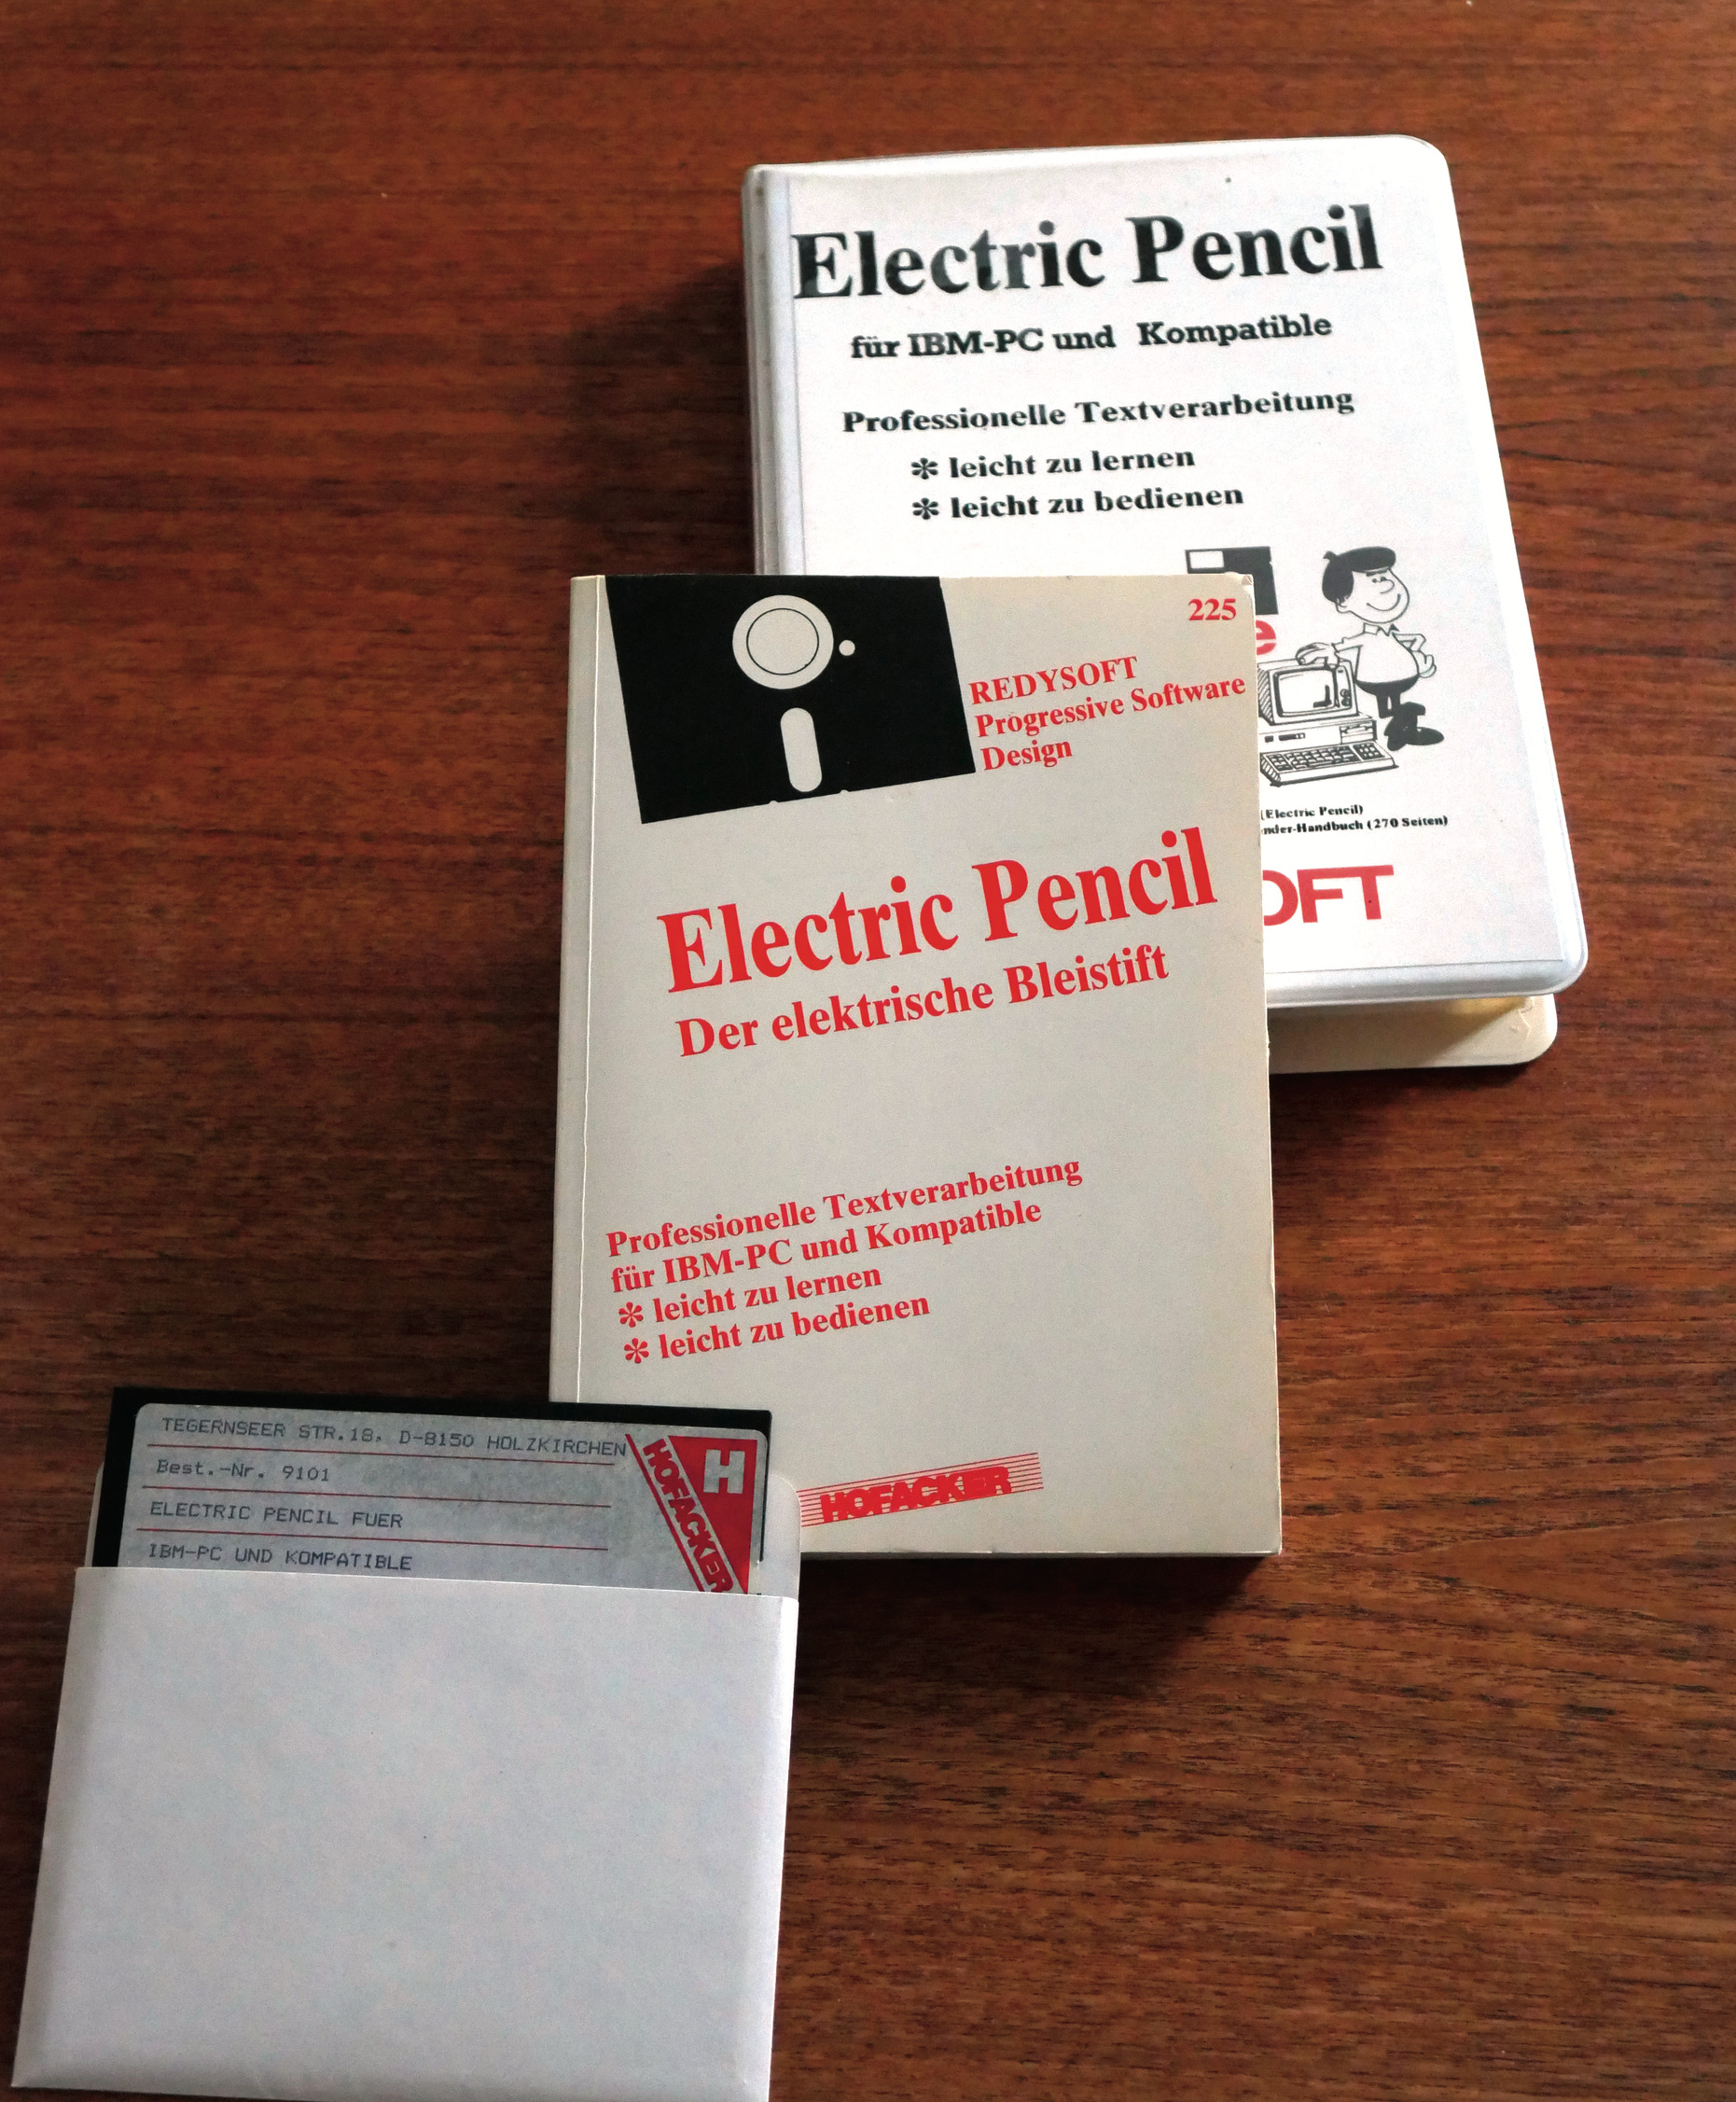 Electric Pencil
für IBM-PC und Kompatible
Professionelle Textverarbeitung
* leicht zu lernen
* leicht zu bedienen
(Electric Pencil)
nder-Handbuch (270 Seiten)
OFT
225
REDYSOFT
Progressive Software
Design
Electric Pencil
Der elektrische Bleistift
Professionelle Textverarbeitung
für IBM-PC und Kompatible
* leicht zu lernen
* leicht zu bedienen
HOFACKER
TEGERNSEER STR.18, D-8150 HOLZKIRCHEN
Best.-Nr. 9101
ELECTRIC PENCIL FUER
IBM-PC UND KOMPATIBLE
H
HOFACKER